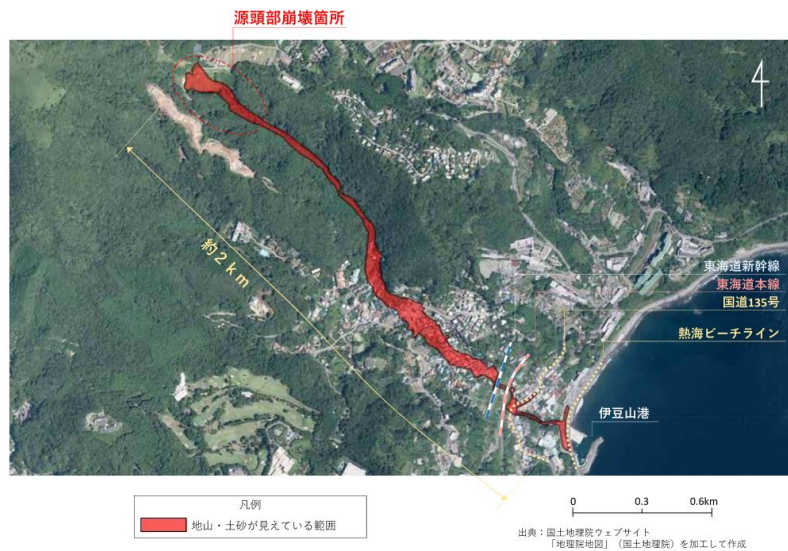 源頭部崩壊箇所
約2km
東海道新幹線
東海道本線
国道135号
熱海ビーチライン
伊豆山港
凡例
地山・土砂が見えている範囲
0 0.3 0.6km
出典：国土地理院ウェブサイト
「地理院地図」（国土地理院）を加工して作成